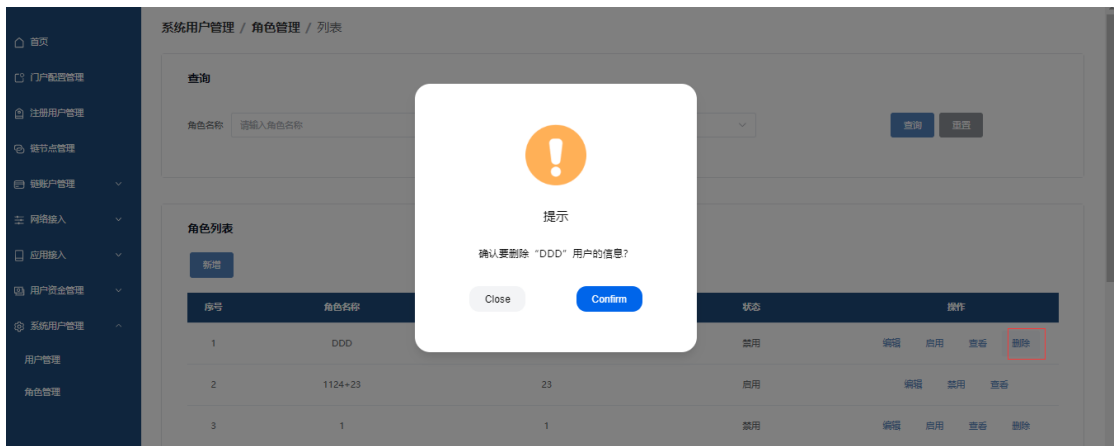 系统用户管理 / 角色管理 / 列表
首页
门户配置管理
注册用户管理
链节点管理
链账户管理
网络接入
应用接入
用户资金管理
系统用户管理
用户管理
角色管理
查询
角色名称 请输入角色名称
查询 重置
角色列表
新增
序号 角色名称 状态 操作
1 DDD 禁用 编辑 启用 查看 删除
2 1124+23 23 启用 编辑 禁用 查看
3 1 1 禁用 编辑 启用 查看 删除
提示
确认要删除“DDD”用户的信息?
Close Confirm